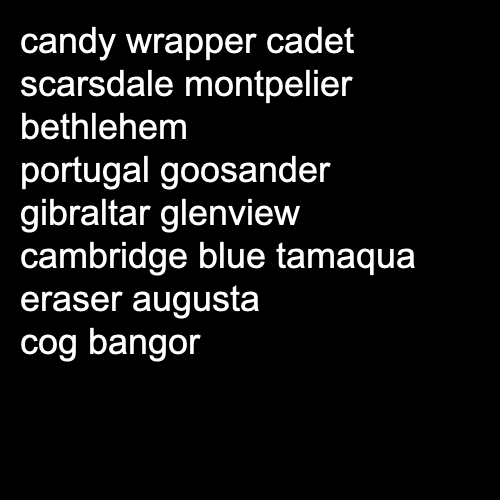 candy wrapper cadet
scarsdale montpelier
bethlehem
portugal goosander
gibraltar glenview
cambridge blue tamaqua
eraser augusta
cog bangor